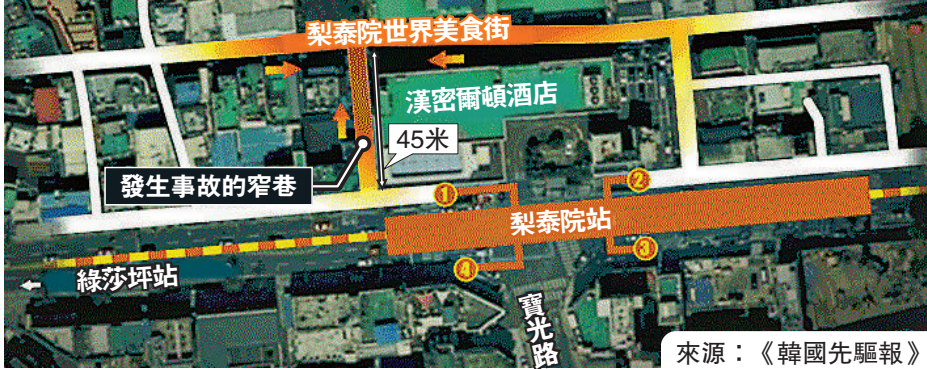 梨泰院世界美食街
漢密爾頓酒店
45米
發生事故的窄巷
①
②
梨泰院站
③
④
綠莎坪站
寶光路
來源：《韓國先驅報》